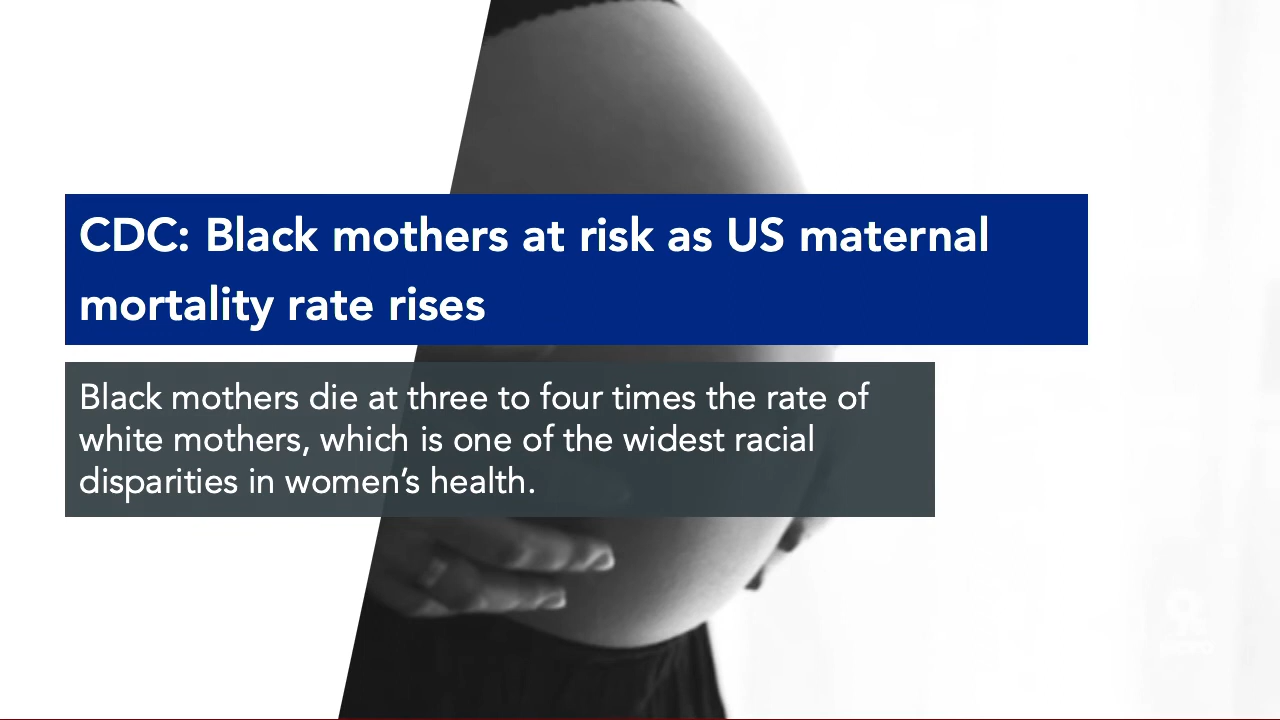 CDC: Black mothers at risk as US maternal
mortality rate rises
Black mothers die at three to four times the rate of
white mothers, which is one of the widest racial
disparities in women’s health.